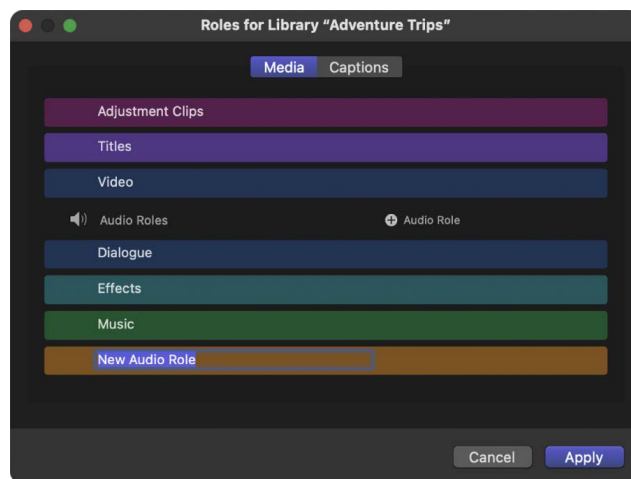 Roles for Library “Adventure Trips”
Media Captions
Adjustment Clips
Titles
Video
Audio Roles Audio Role
Dialogue
Effects
Music
New Audio Role
Cancel Apply